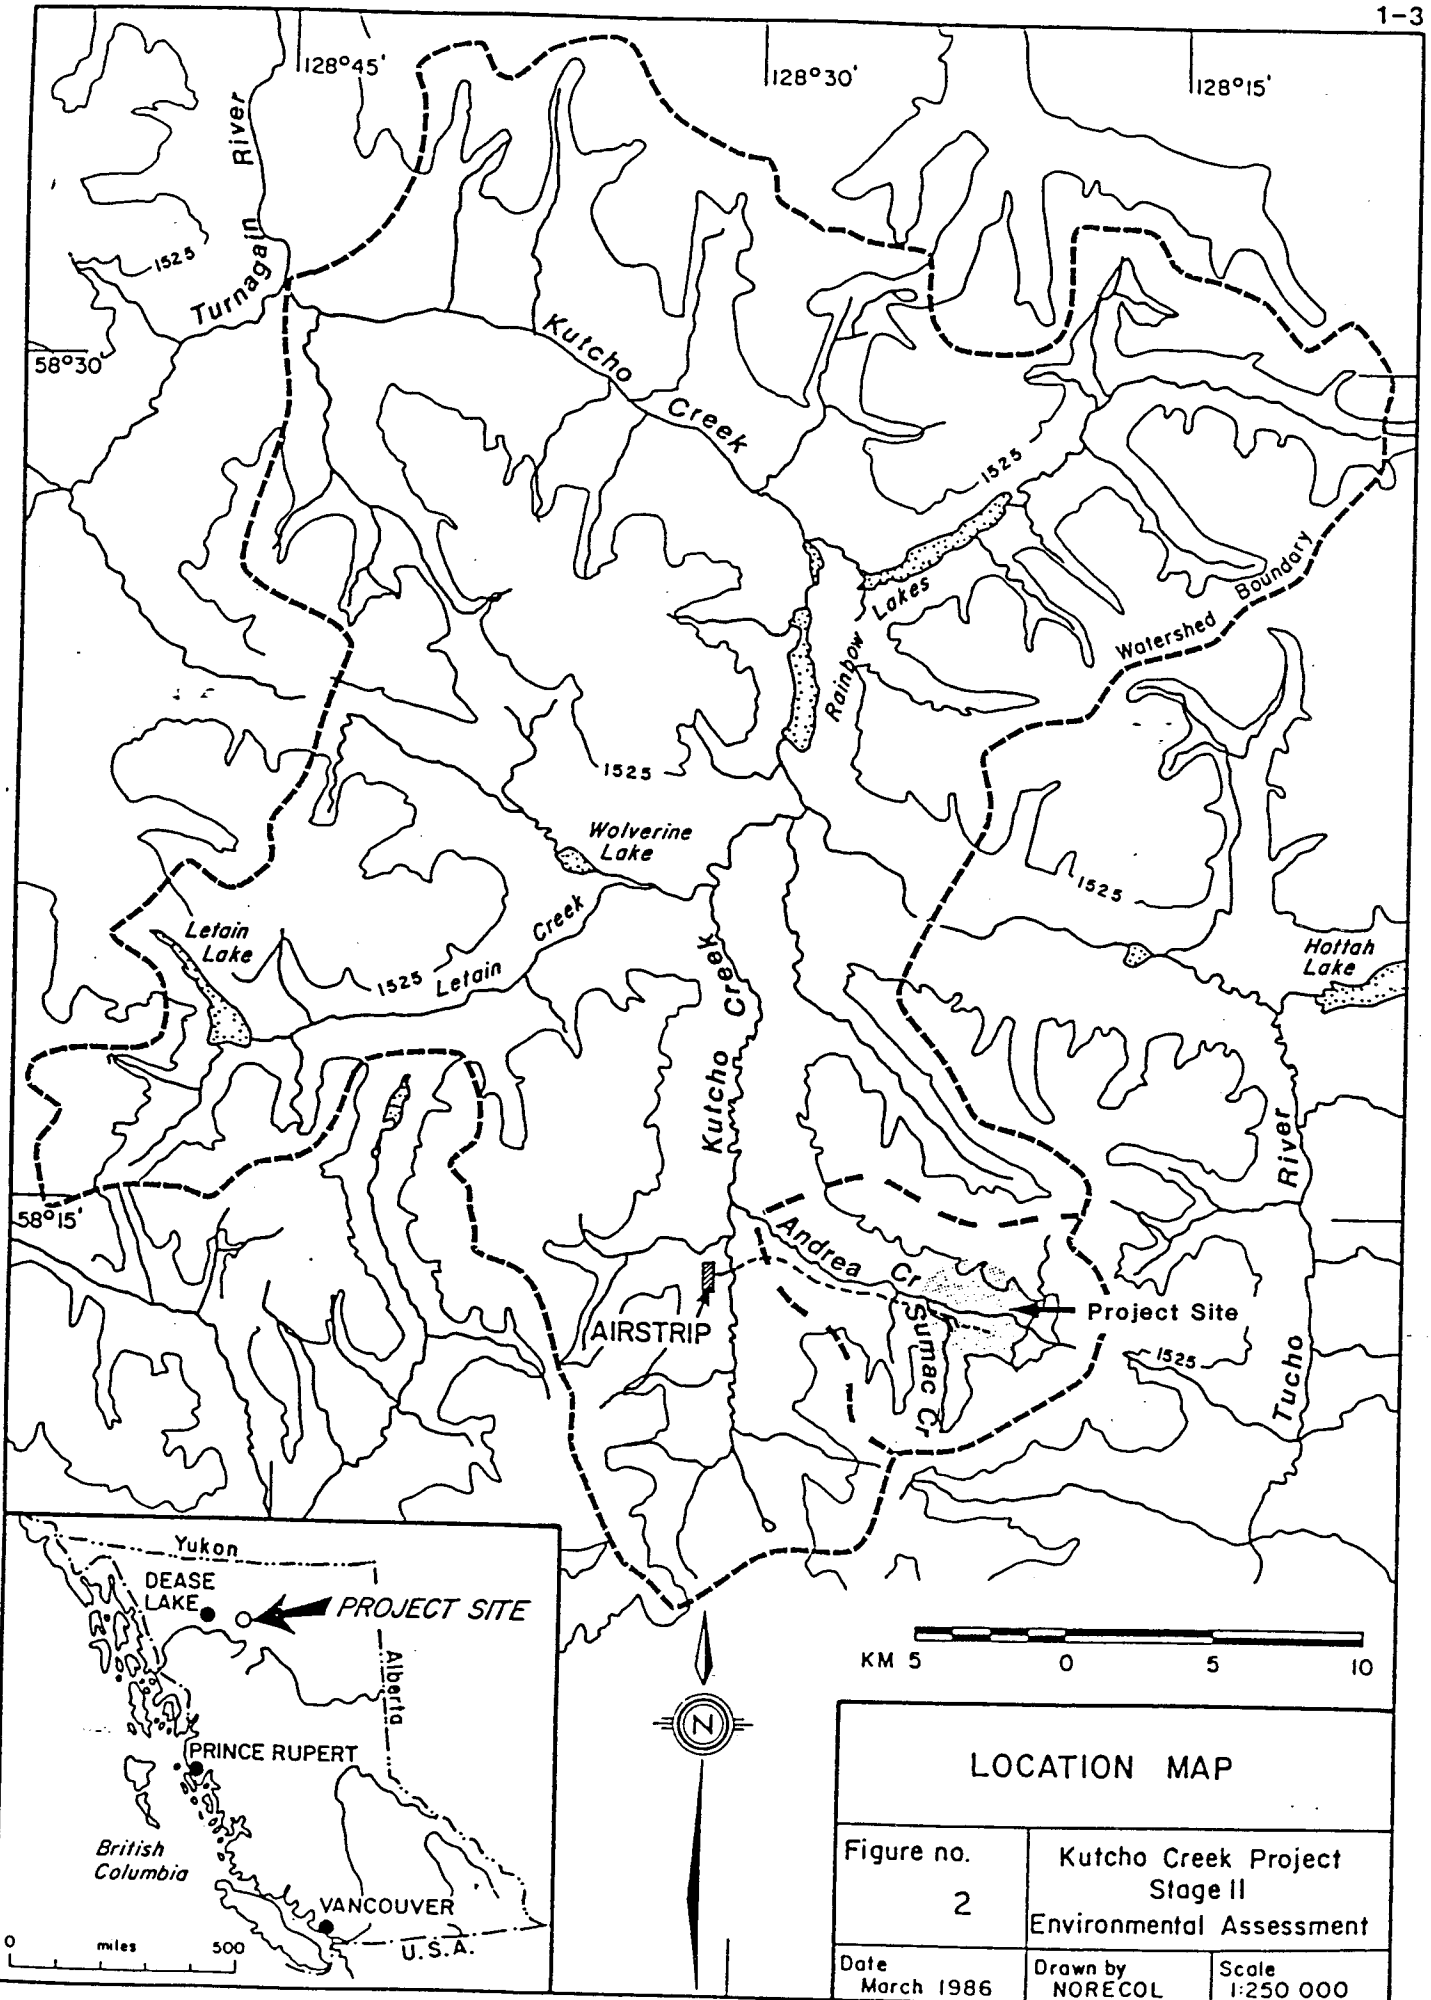 1-3
128°45'
128°30'
128°15'
Turnagain River
1525
58°30'
Kutcho Creek
1525
Rainbow Lakes
Watershed Boundary
1525
Wolverine
Lake
1525
Letain
Lake
Letain Creek
1525
Hottah
Lake
Kutcho Creek
58°15'
Andrea Cr
AIRSTRIP
Sumac Cr
Project Site
1525
Tucho River
Yukon
DEASE
LAKE
PROJECT SITE
Alberta
PRINCE RUPERT
British
Columbia
VANCOUVER
U.S.A.
0 miles 500
KM 5 0 5 10
N
LOCATION MAP
Figure no.
2
Kutcho Creek Project
Stage II
Environmental Assessment
Date
March 1986
Drawn by
NORECOL
Scale
1:250 000